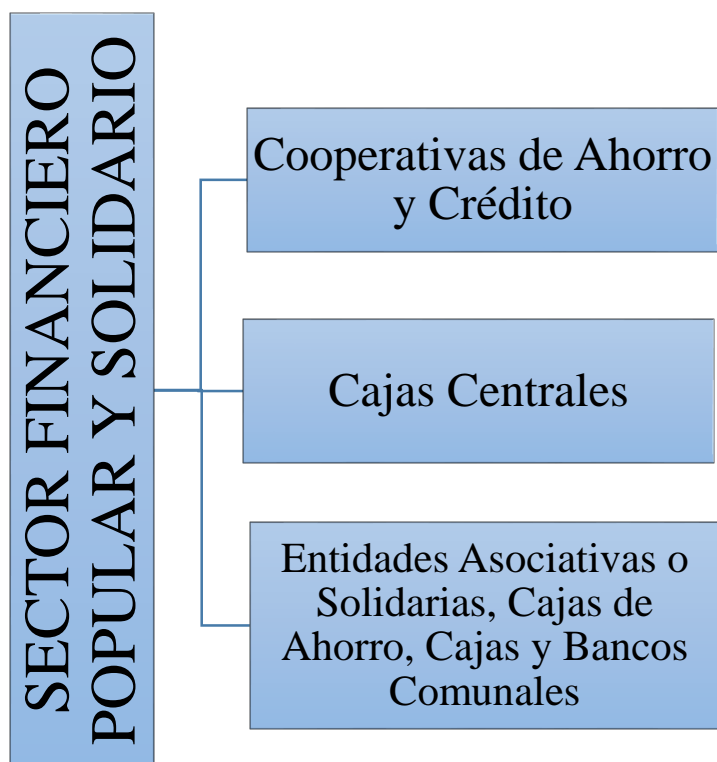 SECTOR FINANCIERO
POPULAR Y SOLIDARIO
Cooperativas de Ahorro
y Crédito
Cajas Centrales
Entidades Asociativas o
Solidarias, Cajas de
Ahorro, Cajas y Bancos
Comunales